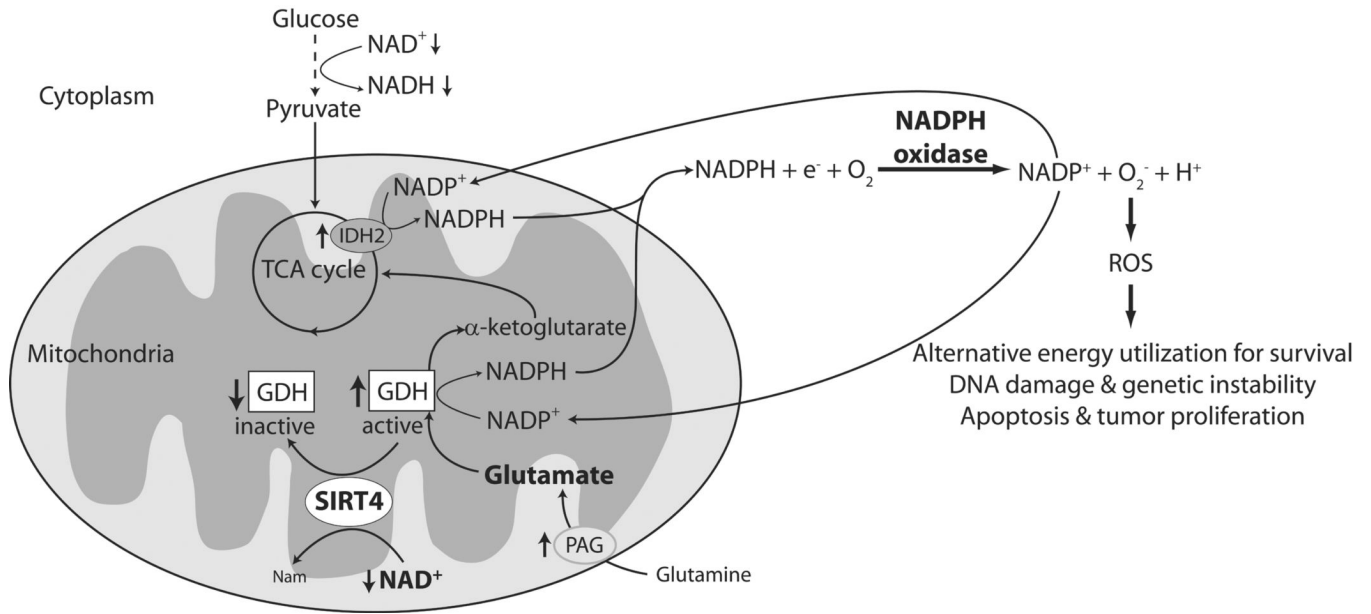 Glucose
NAD⁺ ↓
NADH ↓
Cytoplasm
Pyruvate
NADPH
oxidase
NADPH + e⁻ + O₂
NADP⁺ + O₂⁻ + H⁺
NADP⁺
NADPH
↑ IDH2
TCA cycle
ROS
α-ketoglutarate
Mitochondria
NADPH
Alternative energy utilization for survival
DNA damage & genetic instability
Apoptosis & tumor proliferation
↓ GDH
inactive
↑ GDH
active
NADP⁺
Glutamate
SIRT4
↑ PAG
Glutamine
Nam
↓ NAD⁺